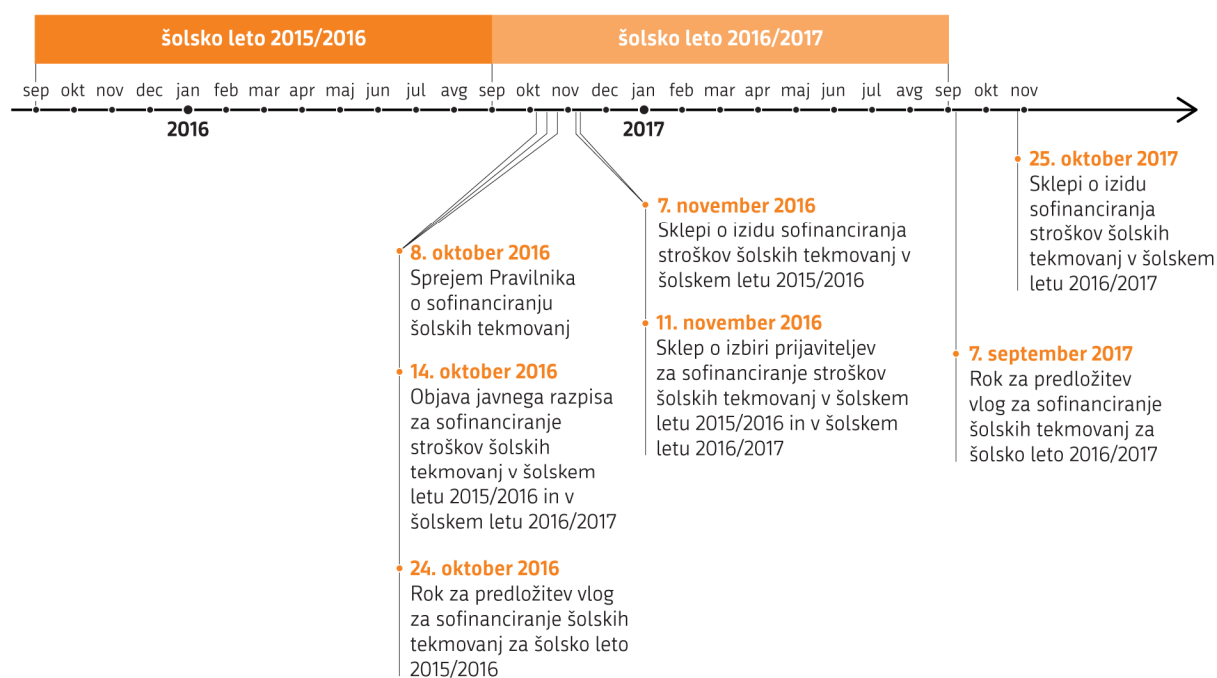 šolsko leto 2015/2016
šolsko leto 2016/2017
sep okt nov dec jan feb mar apr maj jun jul avg sep okt nov dec jan feb mar apr maj jun jul avg sep okt nov
2016
2017
8. oktober 2016
Sprejem Pravilnika
o sofinanciranju
šolskih tekmovanj
14. oktober 2016
Objava javnega razpisa
za sofinanciranje
stroškov šolskih
tekmovanj v šolskem
letu 2015/2016 in v
šolskem letu 2016/2017
24. oktober 2016
Rok za predložitev vlog
za sofinanciranje šolskih
tekmovanj za šolsko leto
2015/2016
7. november 2016
Sklepi o izidu sofinanciranja
stroškov šolskih tekmovanj v
šolskem letu 2015/2016
11. november 2016
Sklep o izbiri prijaviteljev
za sofinanciranje stroškov
šolskih tekmovanj v šolskem
letu 2015/2016 in v šolskem
letu 2016/2017
7. september 2017
Rok za predložitev
vlog za sofinanciranje
šolskih tekmovanj za
šolsko leto 2016/2017
25. oktober 2017
Sklepi o izidu
sofinanciranja
stroškov šolskih
tekmovanj v šolskem
letu 2016/2017